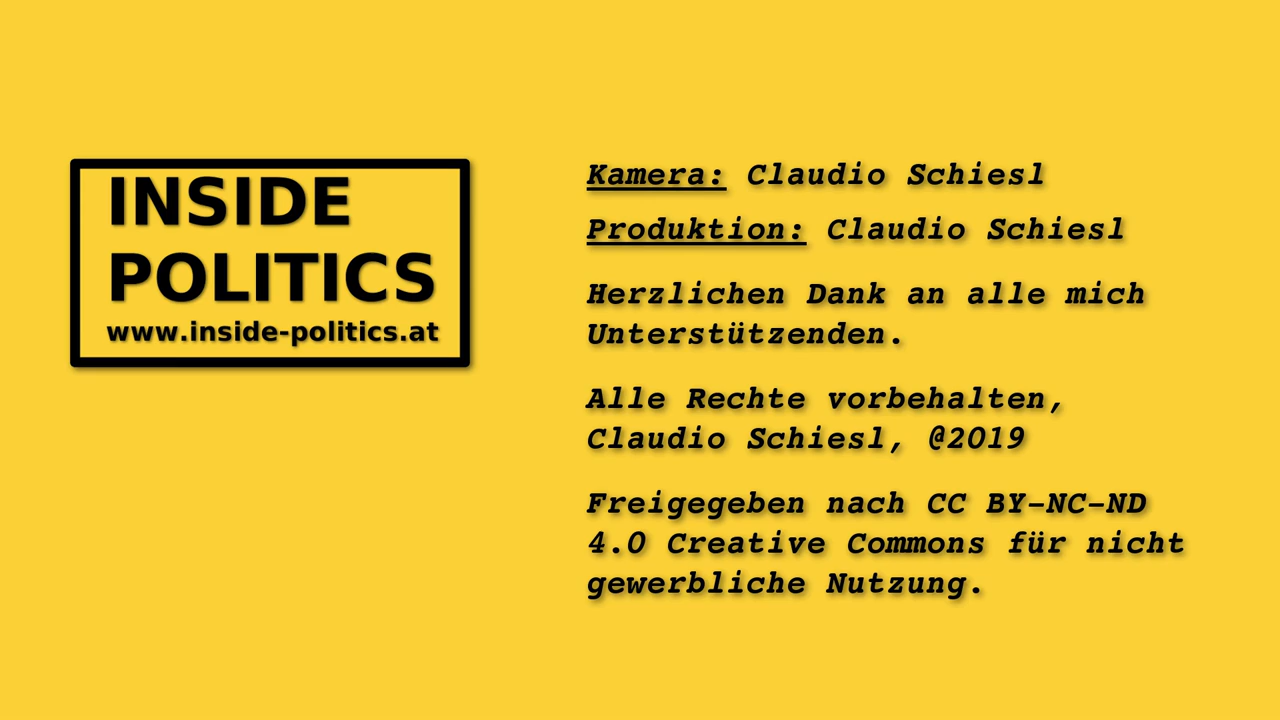 INSIDE
POLITICS
www.inside-politics.at
Kamera: Claudio Schiesl
Produktion: Claudio Schiesl
Herzlichen Dank an alle mich
Unterstützenden.
Alle Rechte vorbehalten,
Claudio Schiesl, @2019
Freigegeben nach CC BY-NC-ND
4.0 Creative Commons für nicht
gewerbliche Nutzung.